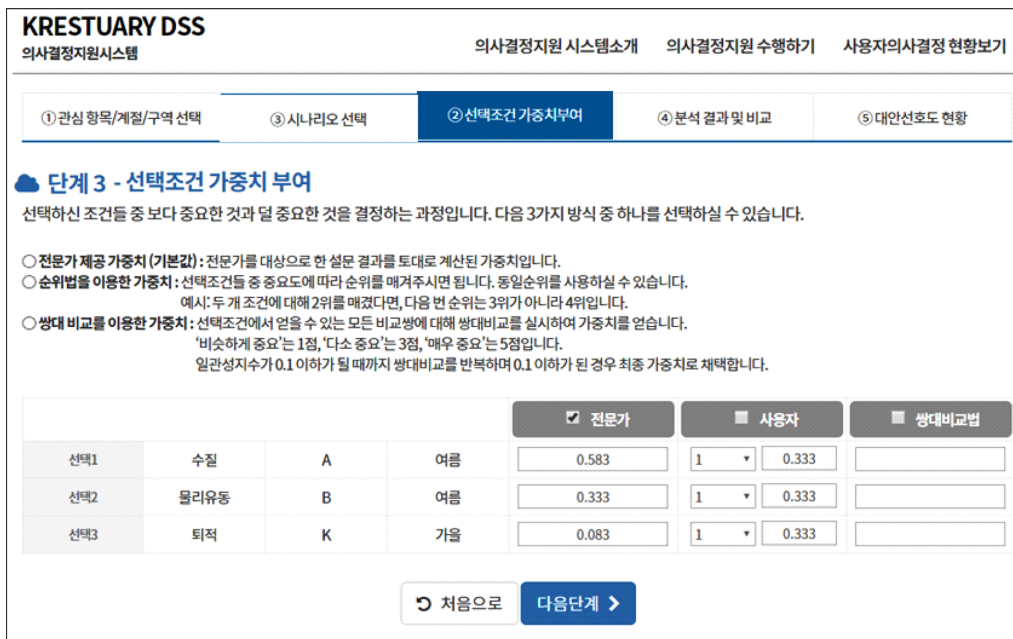 KRESTUARY DSS
의사결정지원시스템
의사결정지원 시스템소개 의사결정지원 수행하기 사용자의사결정 현황보기
①관심 항목/계절/구역 선택 ③시나리오 선택 ②선택조건 가중치부여 ④분석 결과 및 비교 ⑤대안선호도 현황
단계 3 - 선택조건 가중치 부여
선택하신 조건들 중 보다 중요한 것과 덜 중요한 것을 결정하는 과정입니다. 다음 3가지 방식 중 하나를 선택하실 수 있습니다.
○ 전문가 제공 가중치 (기본값) : 전문가를 대상으로 한 설문 결과를 토대로 계산된 가중치입니다.
○ 순위법을 이용한 가중치 : 선택조건들 중 중요도에 따라 순위를 매겨주시면 됩니다. 동일순위를 사용하실 수 있습니다.
예시: 두 개 조건에 대해 2위를 매겼다면, 다음 번 순위는 3위가 아니라 4위입니다.
○ 쌍대 비교를 이용한 가중치 : 선택조건에서 얻을 수 있는 모든 비교쌍에 대해 쌍대비교를 실시하여 가중치를 얻습니다.
'비슷하게 중요'는 1점, '다소 중요'는 3점, '매우 중요'는 5점입니다.
일관성지수가 0.1 이하가 될 때까지 쌍대비교를 반복하며 0.1 이하가 된 경우 최종 가중치로 채택합니다.
전문가 사용자 쌍대비교법
선택1 수질 A 여름 0.583 1 0.333
선택2 물리유동 B 여름 0.333 1 0.333
선택3 퇴적 K 가을 0.083 1 0.333
처음으로 다음단계